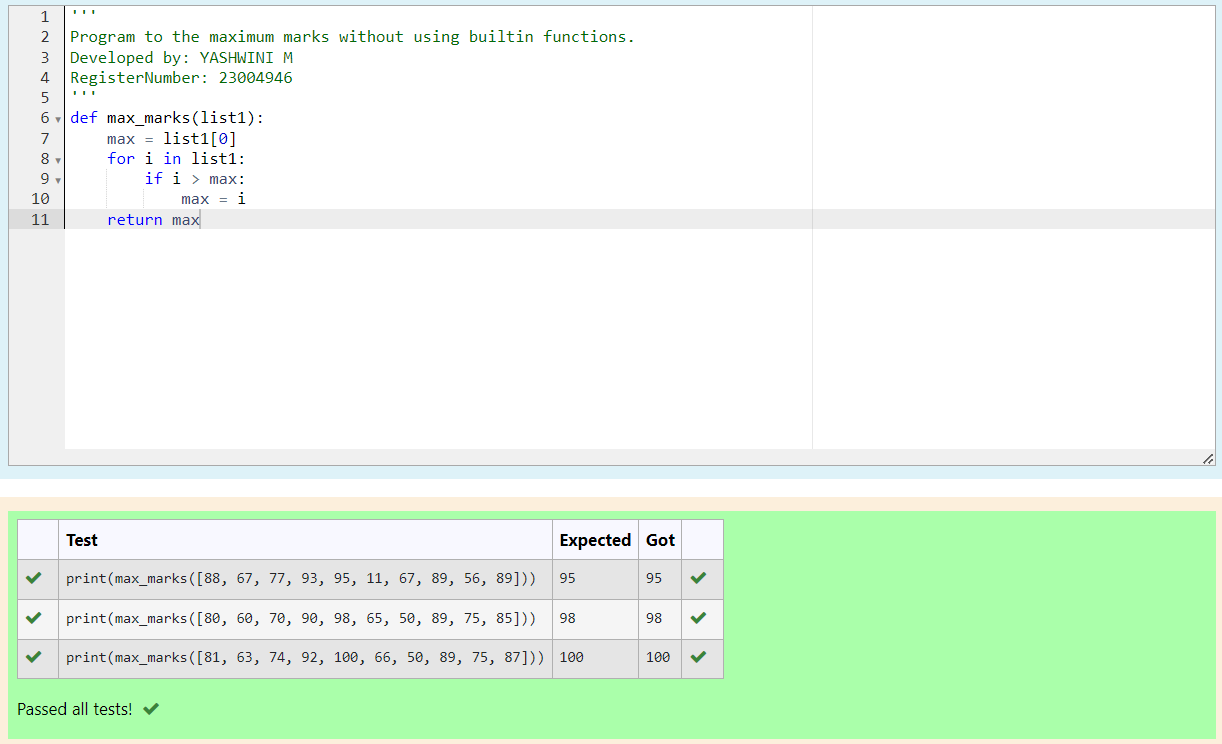 1 '''
2 Program to the maximum marks without using builtin functions.
3 Developed by: YASHWINI M
4 RegisterNumber: 23004946
5 '''
6 def max_marks(list1):
7     max = list1[0]
8     for i in list1:
9         if i > max:
10             max = i
11     return max
Test Expected Got
print(max_marks([88, 67, 77, 93, 95, 11, 67, 89, 56, 89])) 95 95
print(max_marks([80, 60, 70, 90, 98, 65, 50, 89, 75, 85])) 98 98
print(max_marks([81, 63, 74, 92, 100, 66, 50, 89, 75, 87])) 100 100
Passed all tests!